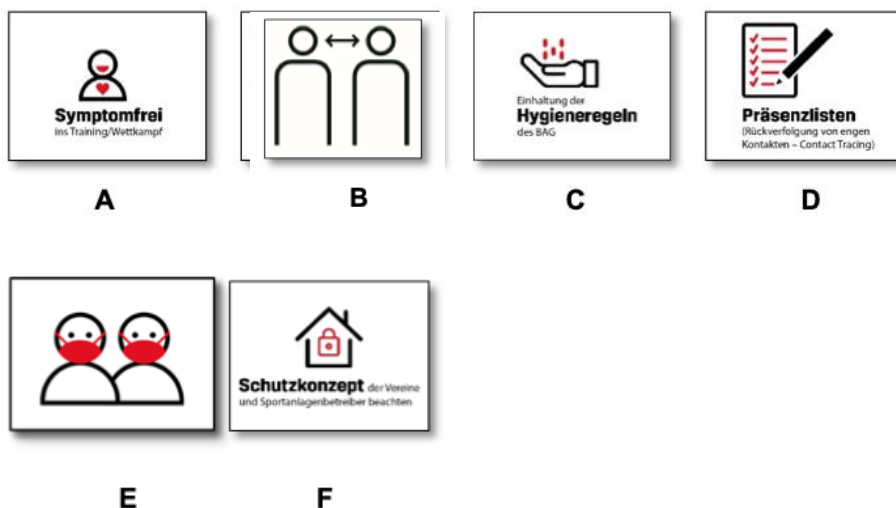 Symptomfrei
ins Training/Wettkampf
Einhaltung der
Hygieneregeln
des BAG
Präsenzlisten
(Rückverfolgung von engen
Kontakten – Contact Tracing)
A
B
C
D
Schutzkonzept der Vereine
und Sportanlagenbetreiber beachten
E
F